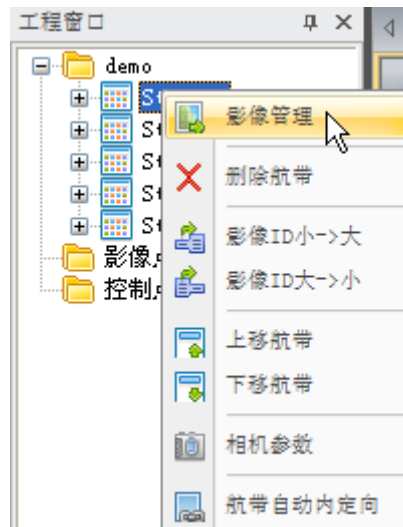 工程窗口
demo
St
影像管理
St
删除航带
St
St
影像ID小->大
St
影像
影像ID大->小
控制
上移航带
下移航带
相机参数
航带自动内定向